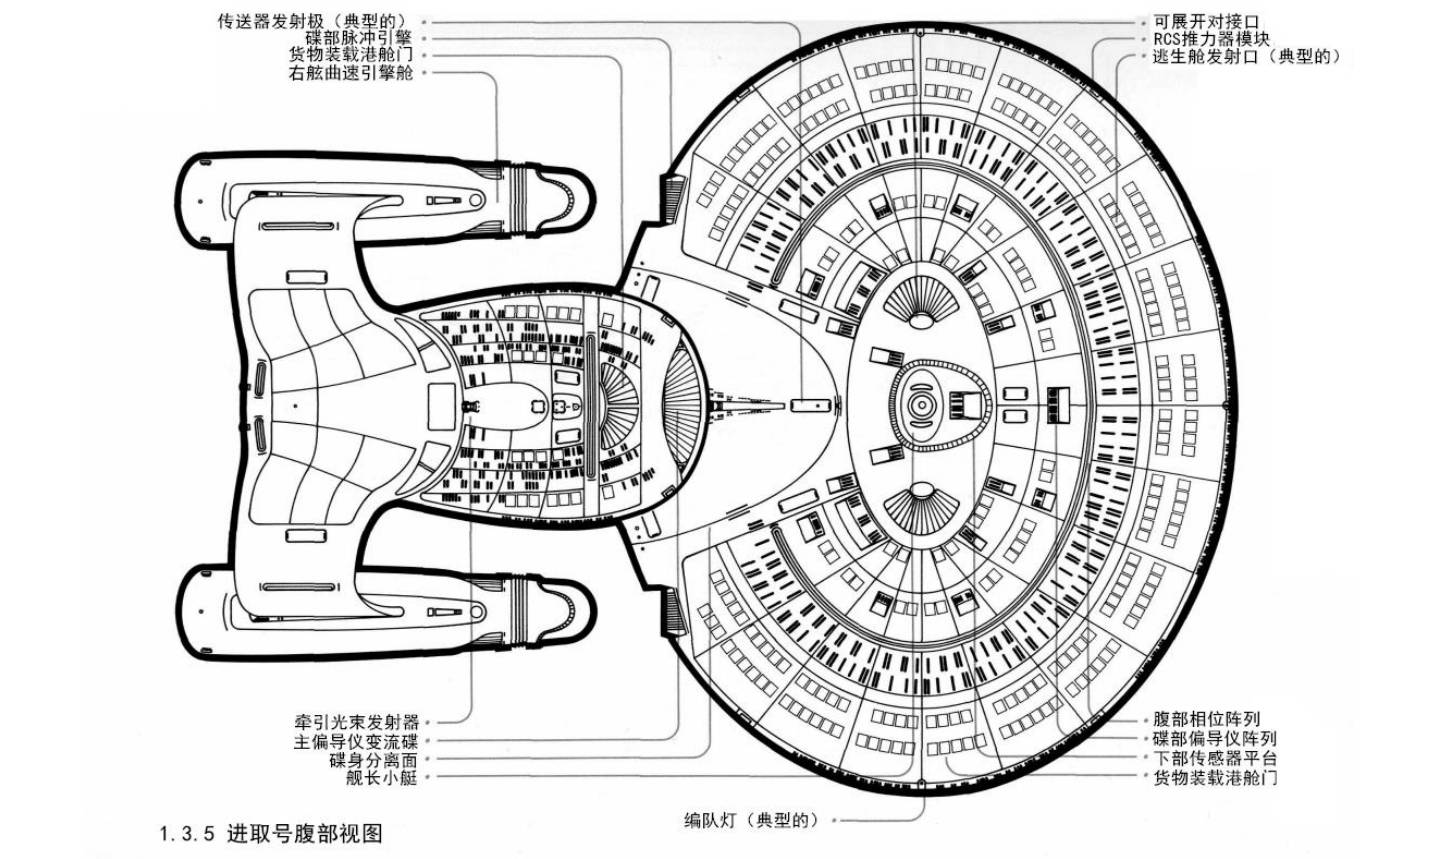 传送器发射极（典型的）
碟部脉冲引擎
货物装载港舱门
右舷曲速引擎舱
可展开对接口
RCS推力器模块
逃生舱发射口（典型的）
牵引光束发射器
主偏导仪变流碟
碟身分离面
舰长小艇
腹部相位阵列
碟部偏导仪阵列
下部传感器平台
货物装载港舱门
编队灯（典型的）
1.3.5 进取号腹部视图